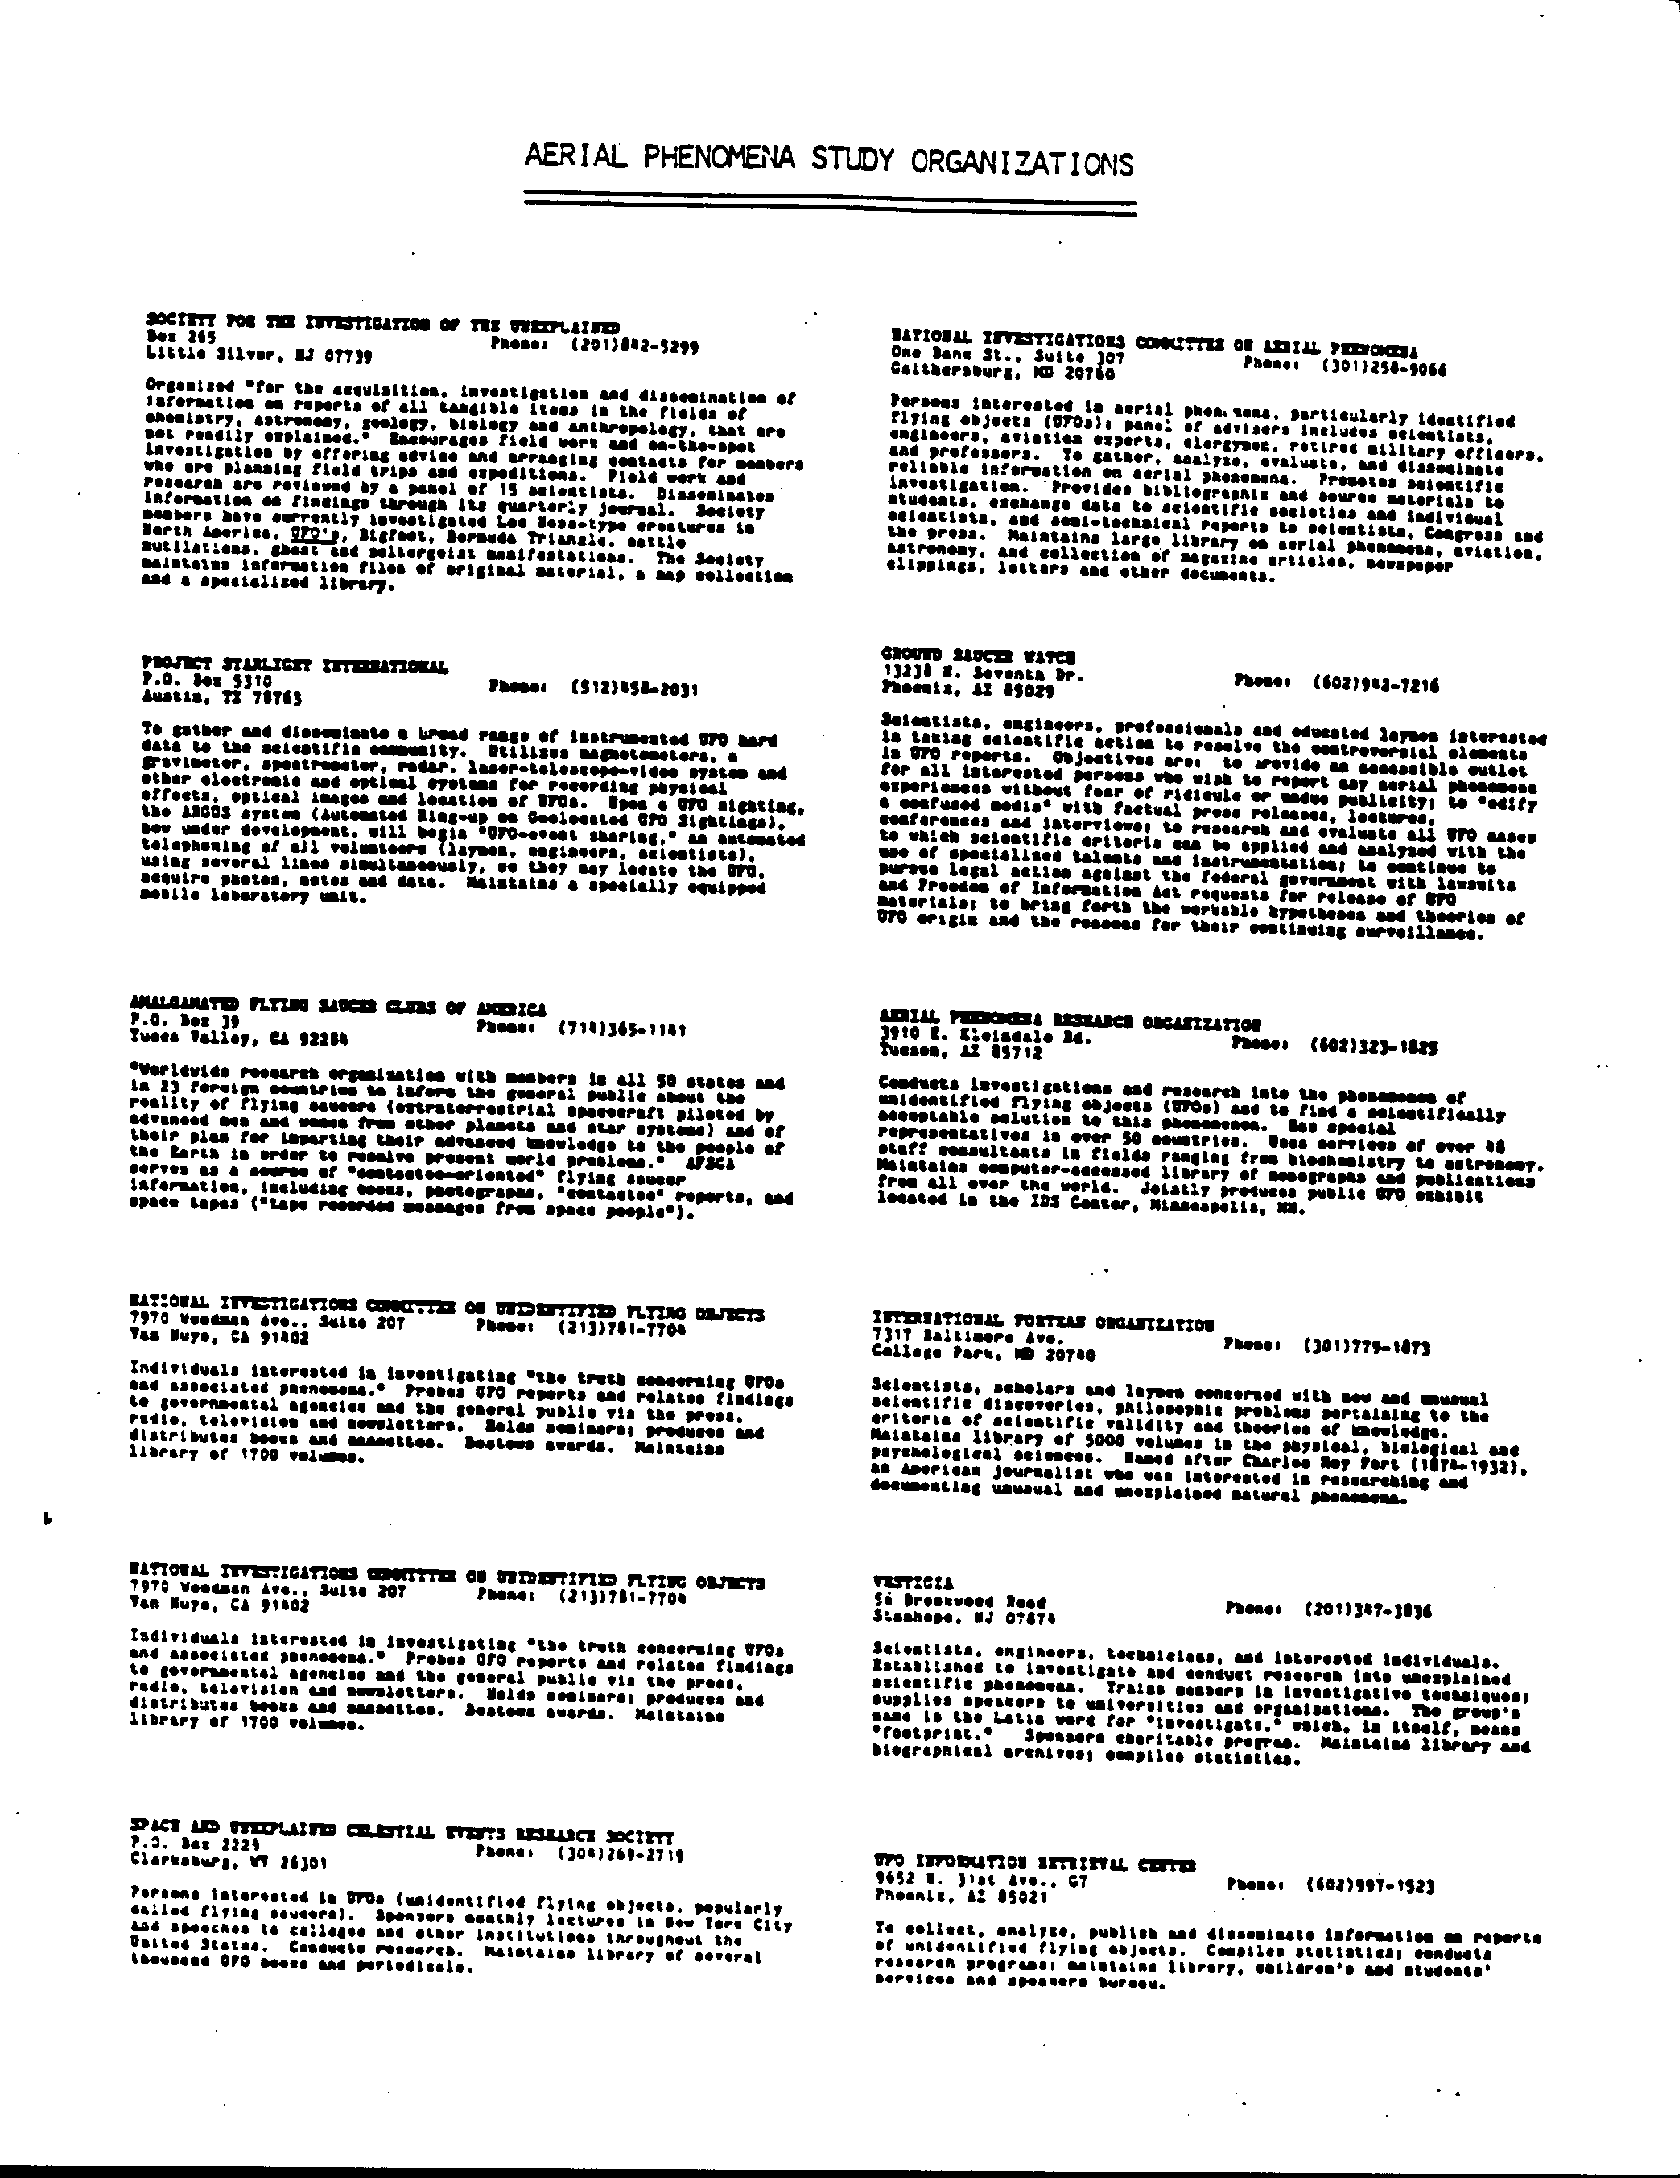 AERIAL PHENOMENA STUDY ORGANIZATIONS
SOCIETY FOR THE INVESTIGATION OF THE UNEXPLAINED
Box 265 Phone: (201)842-5299
Little Silver, NJ 07739
Organized "for the acquisition, investigation and dissemination of
information on reports of all tangible items in the fields of
chemistry, astronomy, geology, biology and anthropology, that are
not readily explained." Encourages field work and on-the-spot
investigation by offering advice and arranging contacts for members
who are planning field trips and expeditions. Field work and
research are reviewed by a panel of 15 scientists. Disseminates
information on findings through its quarterly journal. Society
members have currently investigated Loch Ness-type creatures in
North America, UFO's, Bigfoot, Bermuda Triangle, cattle
mutilations, ghost and poltergeist manifestations. The Society
maintains information files of original material, a map collection
and a specialized library.
PROJECT STARLIGHT INTERNATIONAL
P.O. Box 5310 Phone: (512)458-2031
Austin, TX 78763
To gather and disseminate a broad range of instrumented UFO hard
data to the scientific community. Utilizes magnetometers, a
gravimeter, spectrometer, radar, laser-telescope-video system and
other electronic and optical systems for recording physical
effects, optical images and location of UFOs. Upon a UFO sighting,
the ARGUS system (Automated Ring-up on Geolocated UFO Sightings),
now under development, will begin "UFO-event sharing," an automated
telephoning of all volunteers (laymen, engineers, scientists),
using several lines simultaneously, so they may locate the UFO,
acquire photos, notes and data. Maintains a specially equipped
mobile laboratory unit.
AMALGAMATED FLYING SAUCER CLUBS OF AMERICA
P.O. Box 39 Phone: (714)365-1141
Yucca Valley, CA 92284
"Worldwide research organization with members in all 50 states and
in 23 foreign countries to inform the general public about the
reality of flying saucers (extraterrestrial spacecraft piloted by
advanced men and women from other planets and star systems) and of
their plan for imparting their advanced knowledge to the people of
the Earth in order to resolve present world problems." AFSCA
serves as a source of "contactee-oriented" flying saucer
information, including books, photographs, "contactee" reports, and
space tapes ("tape recorded messages from space people").
NATIONAL INVESTIGATIONS COMMITTEE ON UNIDENTIFIED FLYING OBJECTS
7970 Woodman Ave., Suite 207 Phone: (213)781-7704
Van Nuys, CA 91402
Individuals interested in investigating "the truth concerning UFOs
and associated phenomena." Probes UFO reports and relates findings
to governmental agencies and the general public via the press,
radio, television and newsletters. Holds seminars; produces and
distributes books and cassettes. Bestows awards. Maintains
library of 1700 volumes.
NATIONAL INVESTIGATIONS COMMITTEE ON UNIDENTIFIED FLYING OBJECTS
7970 Woodman Ave., Suite 207 Phone: (213)781-7704
Van Nuys, CA 91402
Individuals interested in investigating "the truth concerning UFOs
and associated phenomena." Probes UFO reports and relates findings
to governmental agencies and the general public via the press,
radio, television and newsletters. Holds seminars; produces and
distributes books and cassettes. Bestows awards. Maintains
library of 1700 volumes.
SPACE AND UNEXPLAINED CELESTIAL EVENTS RESEARCH SOCIETY
P.O. Box 2228 Phone: (304)269-2719
Clarksburg, WV 26301
Persons interested in UFOs (unidentified flying objects, popularly
called flying saucers). Sponsors monthly lectures in New York City
and speeches to colleges and other institutions throughout the
United States. Conducts research. Maintains library of several
thousand UFO books and periodicals.
NATIONAL INVESTIGATIONS COMMITTEE ON AERIAL PHENOMENA
One Bank St., Suite 307 Phone: (301)258-9066
Gaithersburg, MD 20760
Persons interested in aerial phenomena, particularly identified
flying objects (UFOs); panel of advisers includes scientists,
engineers, aviation experts, clergymen, retired military officers,
and professors. To gather, analyze, evaluate, and disseminate
reliable information on aerial phenomena. Promotes scientific
investigation. Provides bibliographic and source materials to
students, exchange data to scientific societies and individual
scientists, and semi-technical reports to scientists, Congress and
the press. Maintains large library on aerial phenomena, aviation,
astronomy, and collection of magazine articles, newspaper
clippings, letters and other documents.
GROUND SAUCER WATCH
13238 N. Seventh Dr. Phone: (602)942-7216
Phoenix, AZ 85029
Scientists, engineers, professionals and educated laymen interested
in taking scientific action to resolve the controversial elements
in UFO reports. Objectives are: to provide an accessible outlet
for all interested persons who wish to report any aerial phenomena
experiences without fear of ridicule or undue publicity; to "edify
a confused media" with factual press releases, lectures,
conferences and interviews; to research and evaluate all UFO cases
to which scientific criteria can be applied and analyzed with the
use of specialized talents and instrumentation; to continue to
pursue legal action against the federal government with lawsuits
and Freedom of Information Act requests for release of UFO
materials; to bring forth the workable hypotheses and theories of
UFO origin and the reasons for their continuing surveillance.
AERIAL PHENOMENA RESEARCH ORGANIZATION
3910 E. Kleindale Rd. Phone: (602)323-1825
Tucson, AZ 85712
Conducts investigations and research into the phenomenon of
unidentified flying objects (UFOs) and to find a scientifically
acceptable solution to this phenomenon. Has special
representatives in over 50 countries. Uses services of over 48
staff consultants in fields ranging from biochemistry to astronomy.
Maintains computer-accessed library of monographs and publications
from all over the world. Jointly produces public UFO exhibit
located in the IDS Center, Minneapolis, MN.
INTERNATIONAL FORTEAN ORGANIZATION
7317 Baltimore Ave. Phone: (301)779-1873
College Park, MD 20740
Scientists, scholars and laymen concerned with new and unusual
scientific discoveries, philosophic problems pertaining to the
criteria of scientific validity and theories of knowledge.
Maintains library of 5000 volumes in the physical, biological and
psychological sciences. Named after Charles Hoy Fort (1874-1932),
an American journalist who was interested in researching and
documenting unusual and unexplained natural phenomena.
VESTIGIA
56 Brookwood Road Phone: (201)347-3836
Stanhope, NJ 07874
Scientists, engineers, technicians, and interested individuals.
Established to investigate and conduct research into unexplained
scientific phenomena. Trains members in investigative techniques;
supplies speakers to universities and organizations. The group's
name is the Latin word for "investigate," which, in itself, means
"footprint." Sponsors charitable program. Maintains library and
biographical archives; compiles statistics.
UFO INFORMATION RETRIEVAL CENTER
9652 N. 31st Ave., G7 Phone: (602)997-1523
Phoenix, AZ 85021
To collect, analyze, publish and disseminate information on reports
of unidentified flying objects. Compiles statistics; conducts
research programs; maintains library, children's and students'
services and speakers bureau.